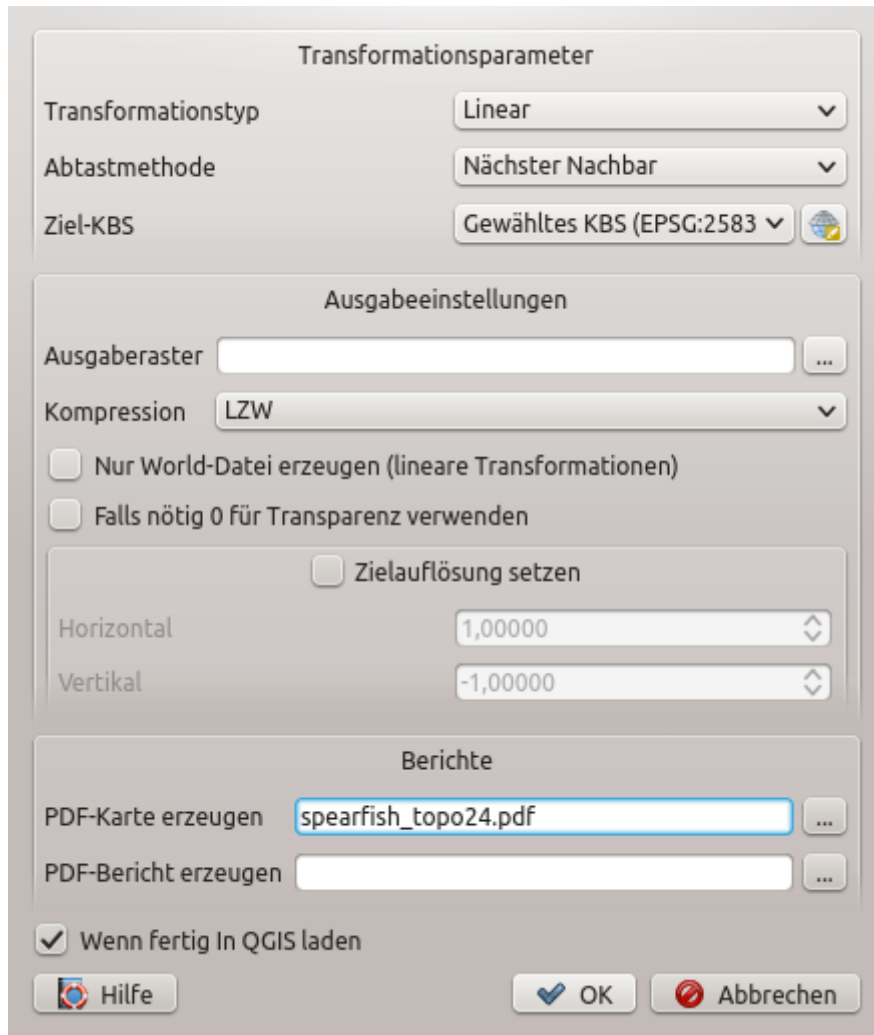 Transformationsparameter
Transformationstyp Linear
Abtastmethode Nächster Nachbar
Ziel-KBS Gewähltes KBS (EPSG:2583
Ausgabeeinstellungen
Ausgaberaster ...
Kompression LZW
Nur World-Datei erzeugen (lineare Transformationen)
Falls nötig 0 für Transparenz verwenden
Zielauflösung setzen
Horizontal 1,00000
Vertikal -1,00000
Berichte
PDF-Karte erzeugen spearfish_topo24.pdf ...
PDF-Bericht erzeugen ...
Wenn fertig In QGIS laden
Hilfe OK Abbrechen